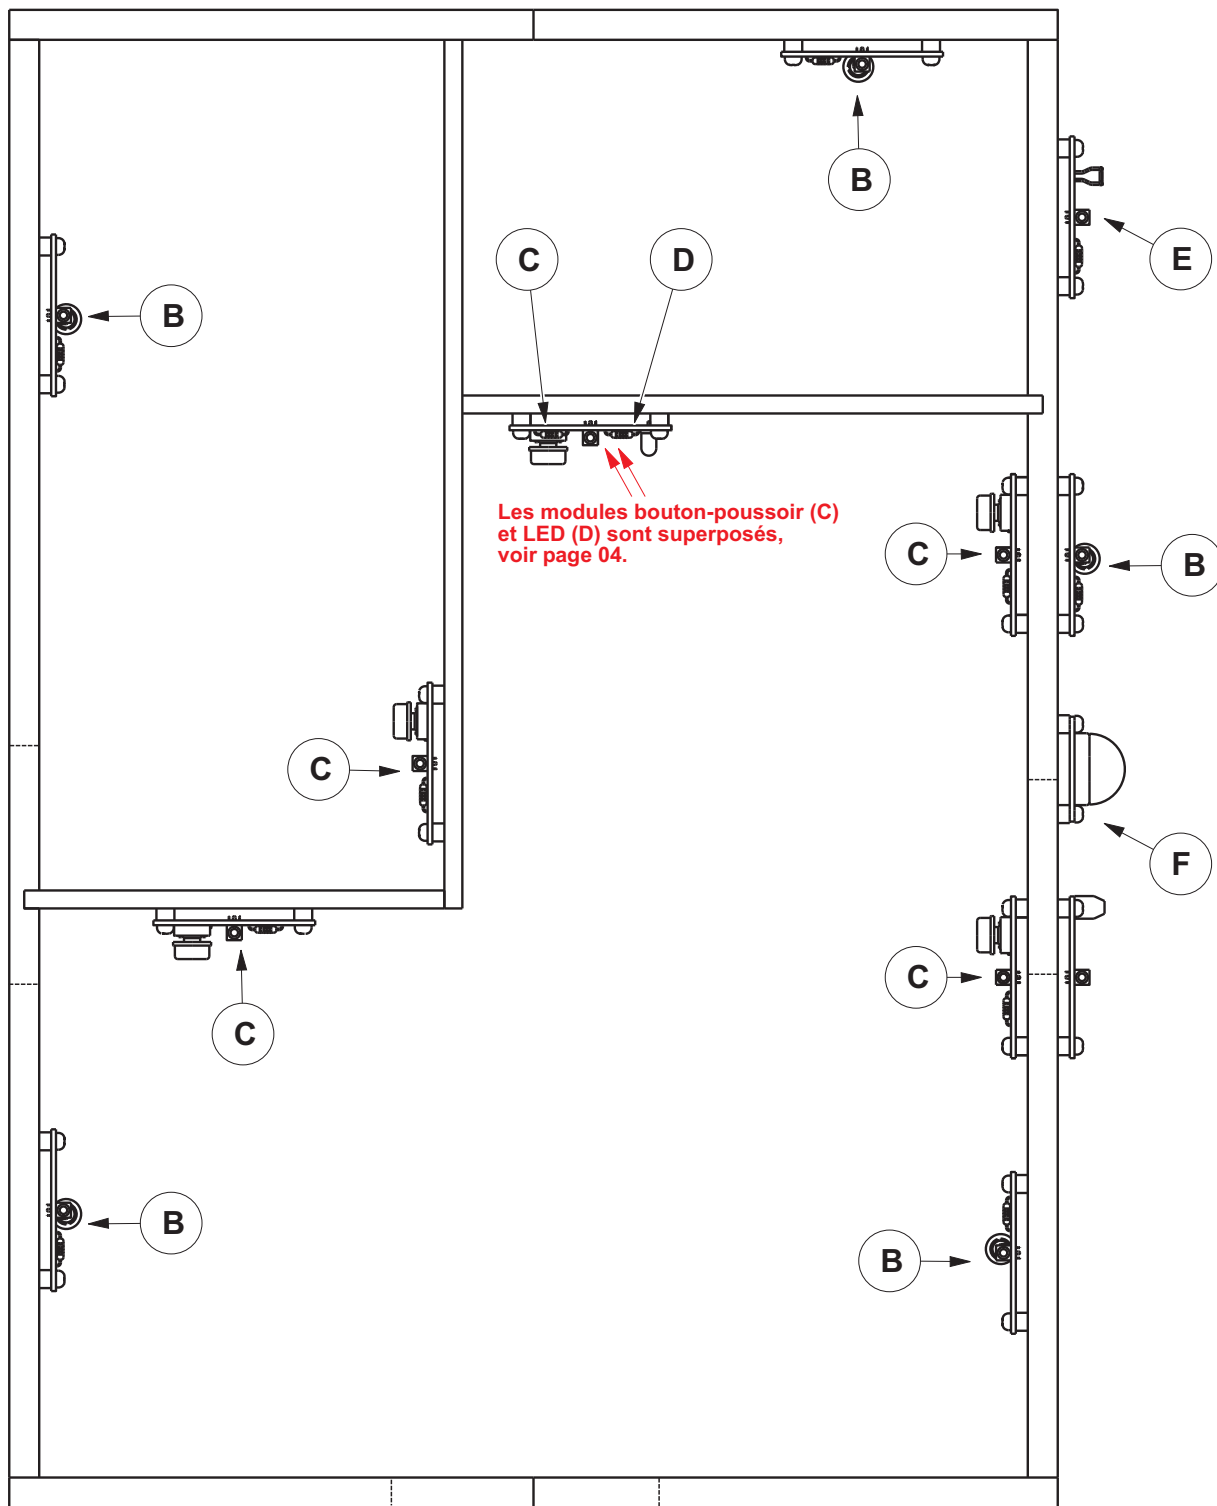 B
E
C D
B
Les modules bouton-poussoir (C)
et LED (D) sont superposés,
voir page 04.
C
B
C
F
C
C
B
B